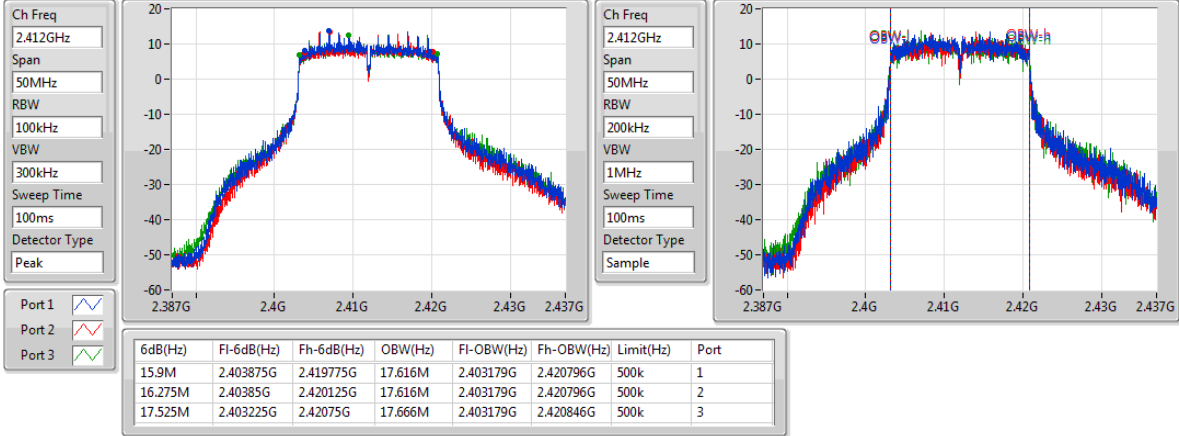 Ch Freq
2.412GHz
Span
50MHz
RBW
100kHz
VBW
300kHz
Sweep Time
100ms
Detector Type
Peak
Port 1
Port 2
Port 3
20
10
0
-10
-20
-30
-40
-50
-60
2.387G 2.4G 2.41G 2.42G 2.43G 2.437G
Ch Freq
2.412GHz
Span
50MHz
RBW
200kHz
VBW
1MHz
Sweep Time
100ms
Detector Type
Sample
20
10
0
-10
-20
-30
-40
-50
-60
OBW-l OBW-h
2.387G 2.4G 2.41G 2.42G 2.43G 2.437G
6dB(Hz) Fl-6dB(Hz) Fh-6dB(Hz) OBW(Hz) Fl-OBW(Hz) Fh-OBW(Hz) Limit(Hz) Port
15.9M 2.403875G 2.419775G 17.616M 2.403179G 2.420796G 500k 1
16.275M 2.40385G 2.420125G 17.616M 2.403179G 2.420796G 500k 2
17.525M 2.403225G 2.42075G 17.666M 2.403179G 2.420846G 500k 3